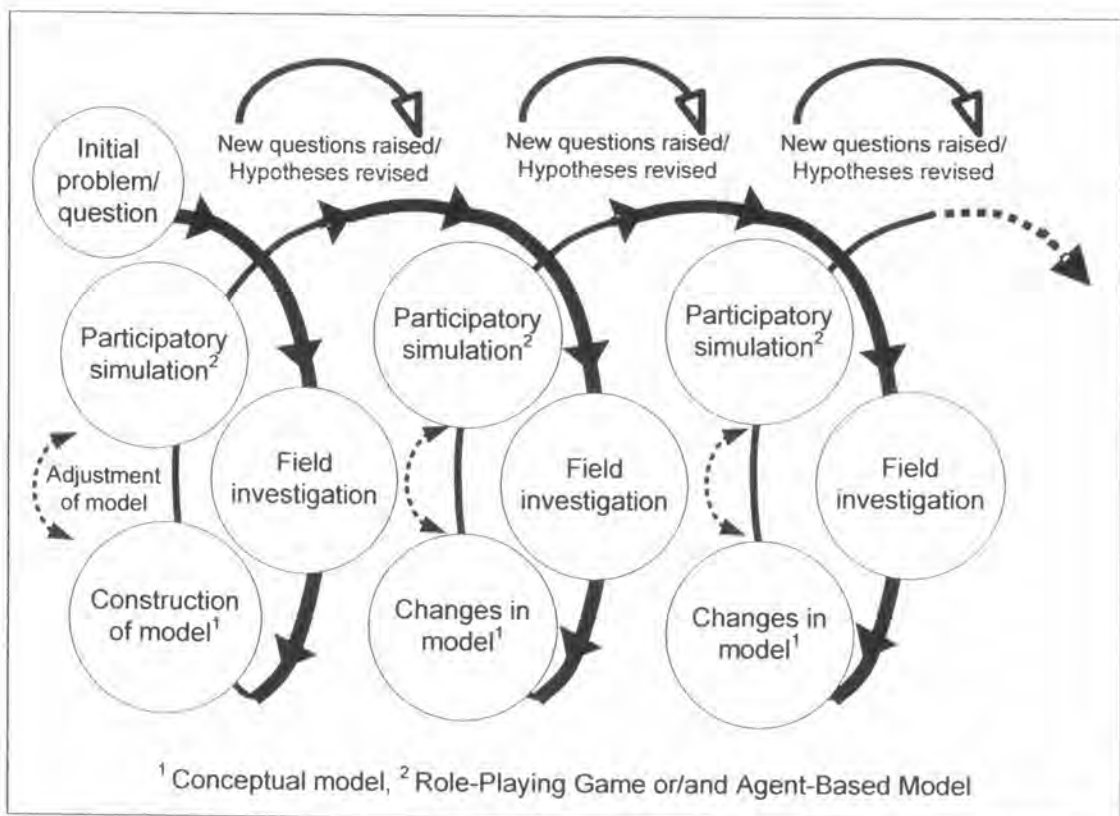 Initial
problem/
question
New questions raised/
Hypotheses revised
New questions raised/
Hypotheses revised
New questions raised/
Hypotheses revised
Participatory
simulation²
Field
investigation
Adjustment
of model
Construction
of model¹
Participatory
simulation²
Field
investigation
Changes in
model¹
Participatory
simulation²
Field
investigation
Changes in
model¹
¹ Conceptual model, ² Role-Playing Game or/and Agent-Based Model